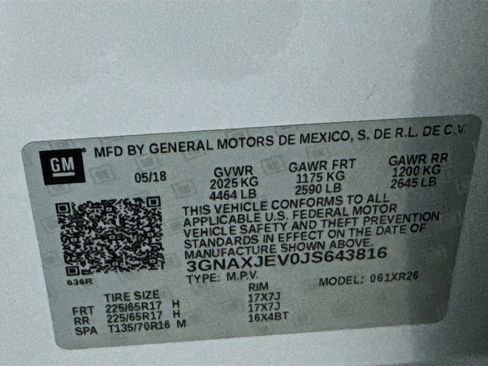 GM MFD BY GENERAL MOTORS DE MEXICO, S. DE R.L. DE C.V.
05/18 GVWR GAWR FRT GAWR RR
2025 KG 1175 KG 1200 KG
4464 LB 2590 LB 2645 LB
THIS VEHICLE CONFORMS TO ALL
APPLICABLE U.S. FEDERAL MOTOR
VEHICLE SAFETY AND THEFT PREVENTION
STANDARDS IN EFFECT ON THE DATE OF
MANUFACTURE SHOWN ABOVE.
3GNAXJEV0JS643816
636R TYPE: M.P.V. MODEL: 061XR26
TIRE SIZE RIM
FRT 225/65R17 H 17X7J
RR 225/65R17 H 17X7J
SPA T135/70R16 M 16X4BT